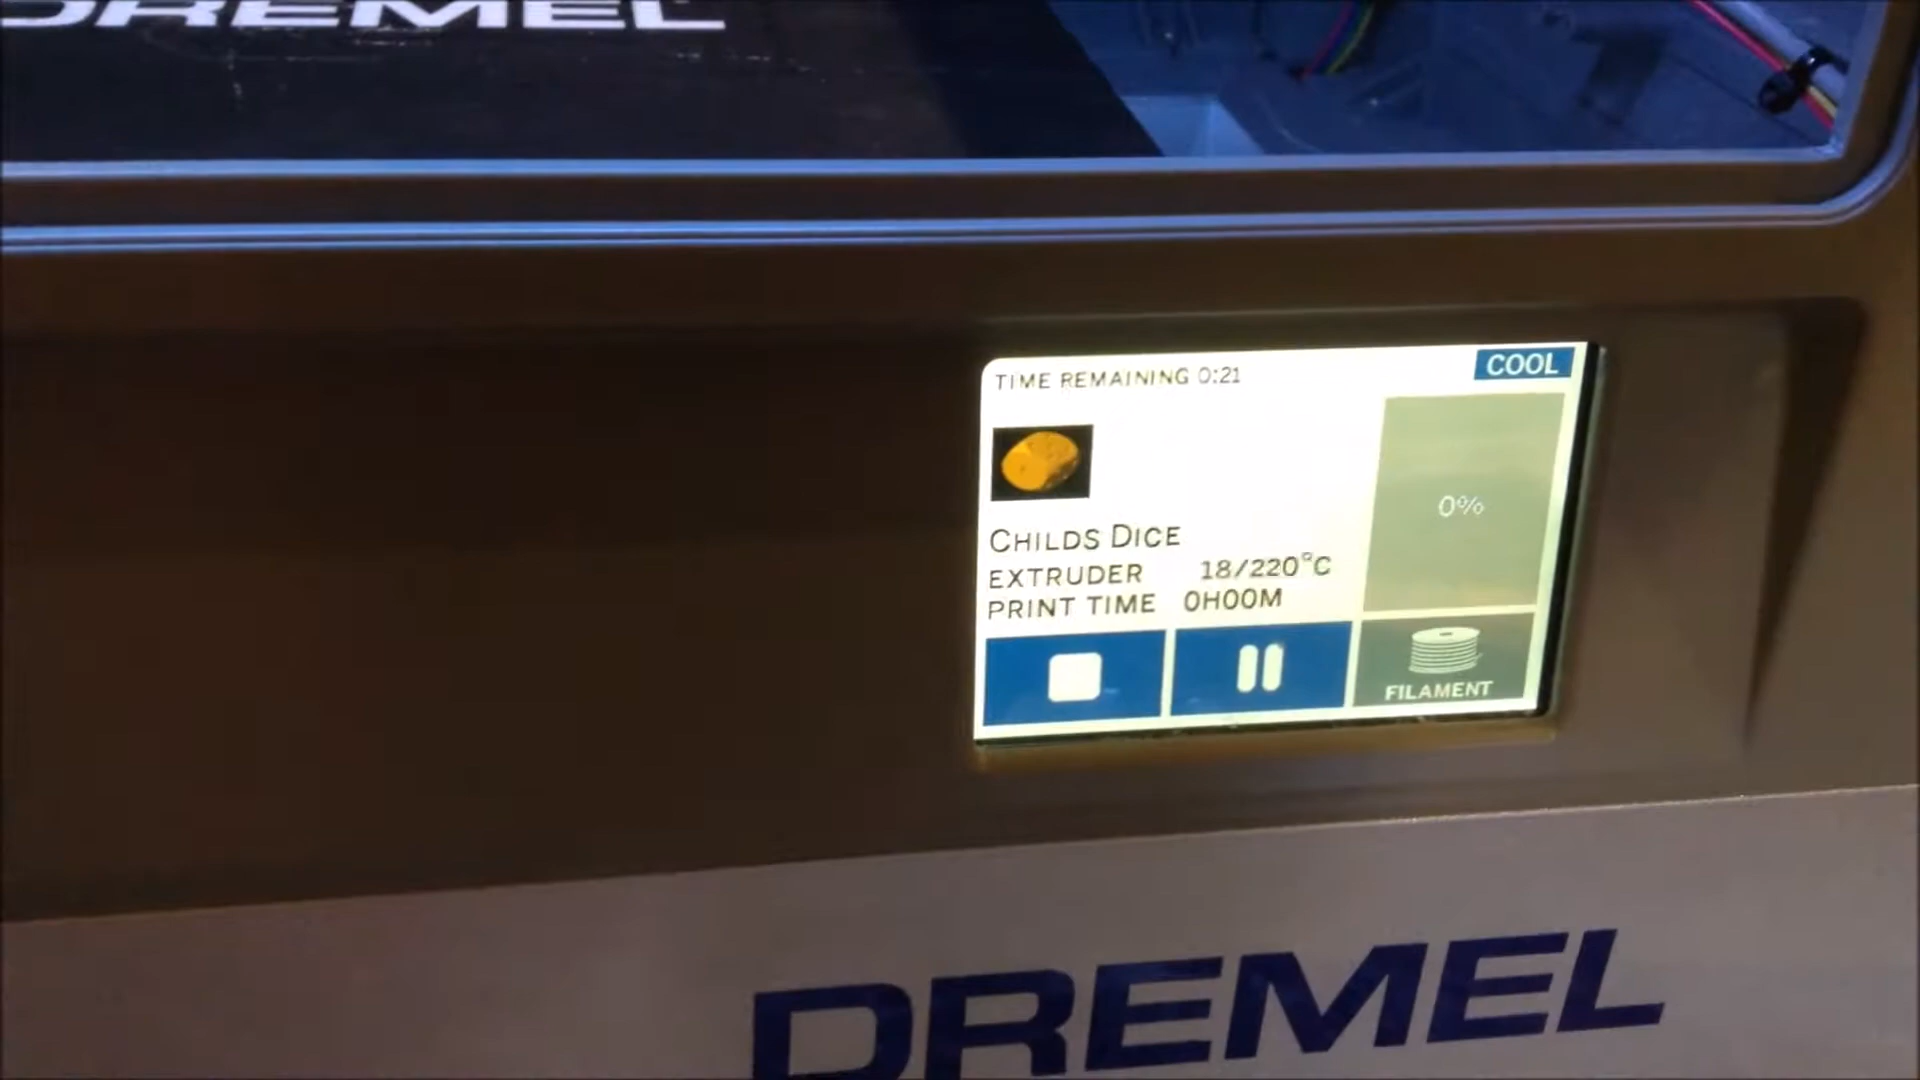 DREMEL
TIME REMAINING 0:21
COOL
0%
CHILDS DICE
EXTRUDER 18/220°C
PRINT TIME 0H00M
FILAMENT
DREMEL